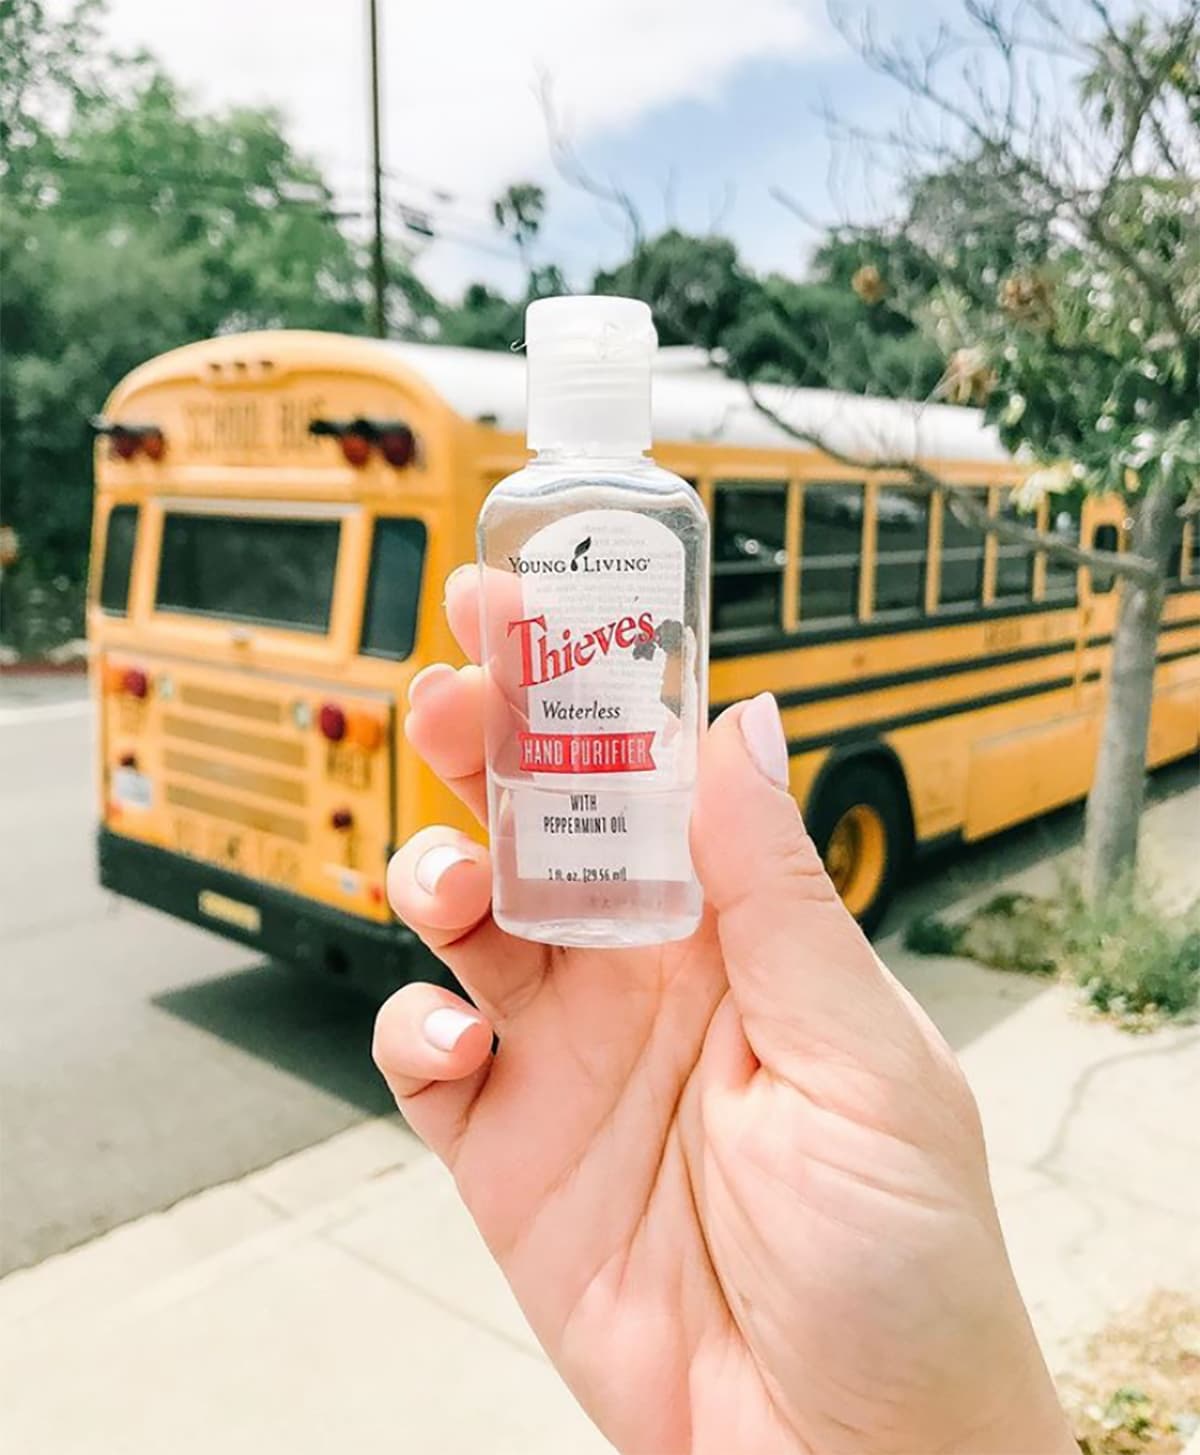 SCHOOL BUS
YOUNG LIVING
Thieves
Waterless
HAND PURIFIER
WITH
PEPPERMINT OIL
1 fl. oz. (29.56 ml)